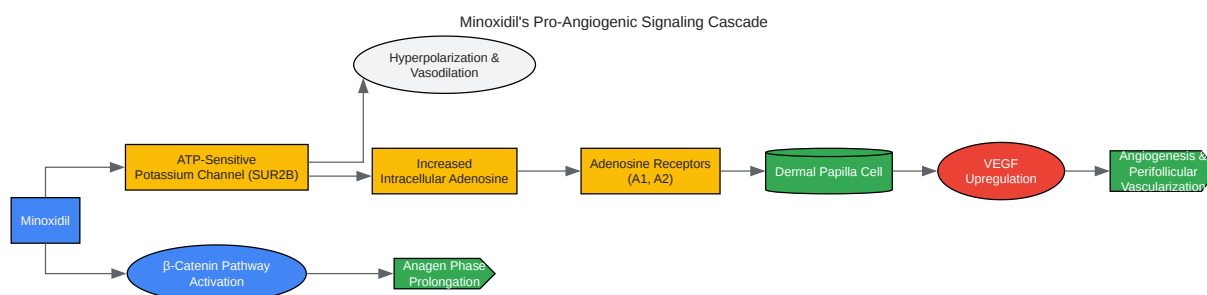 Minoxidil's Pro-Angiogenic Signaling Cascade
Hyperpolarization &
Vasodilation
ATP-Sensitive
Potassium Channel (SUR2B)
Increased
Intracellular Adenosine
Adenosine Receptors
(A1, A2)
Dermal Papilla Cell
VEGF
Upregulation
Angiogenesis &
Perifollicular
Vascularization
Minoxidil
β-Catenin Pathway
Activation
Anagen Phase
Prolongation